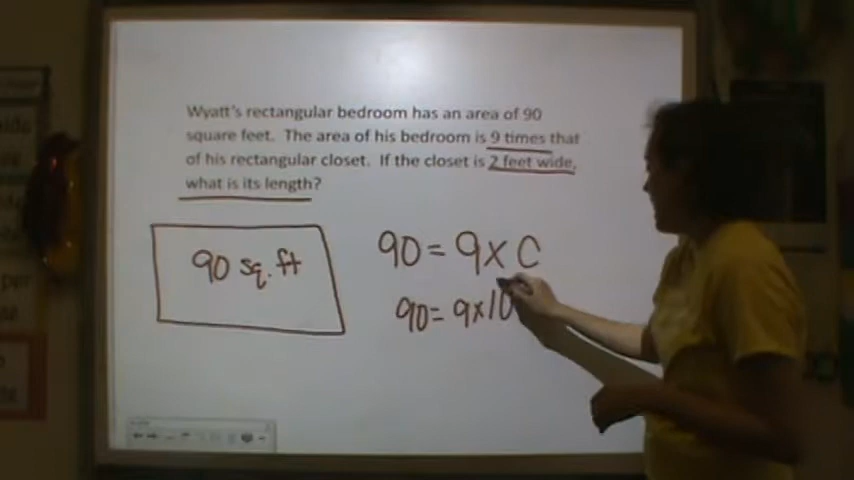 Wyatt's rectangular bedroom has an area of 90
square feet. The area of his bedroom is 9 times that
of his rectangular closet. If the closet is 2 feet wide,
what is its length?
90 sq. ft
90 = 9 x C
90 = 9 x 10